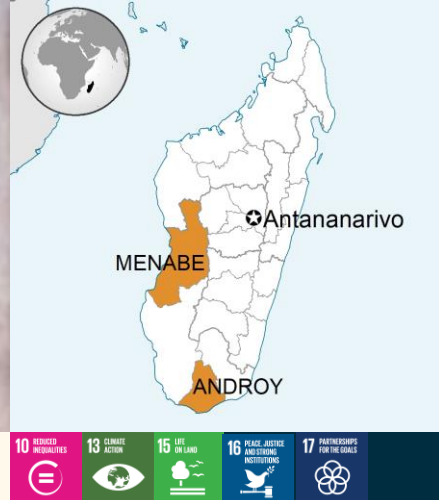 Antananarivo
MENABE
ANDROY
10 REDUCED
INEQUALITIES
13 CLIMATE
ACTION
15 LIFE
ON LAND
16 PEACE, JUSTICE
AND STRONG
INSTITUTIONS
17 PARTNERSHIPS
FOR THE GOALS